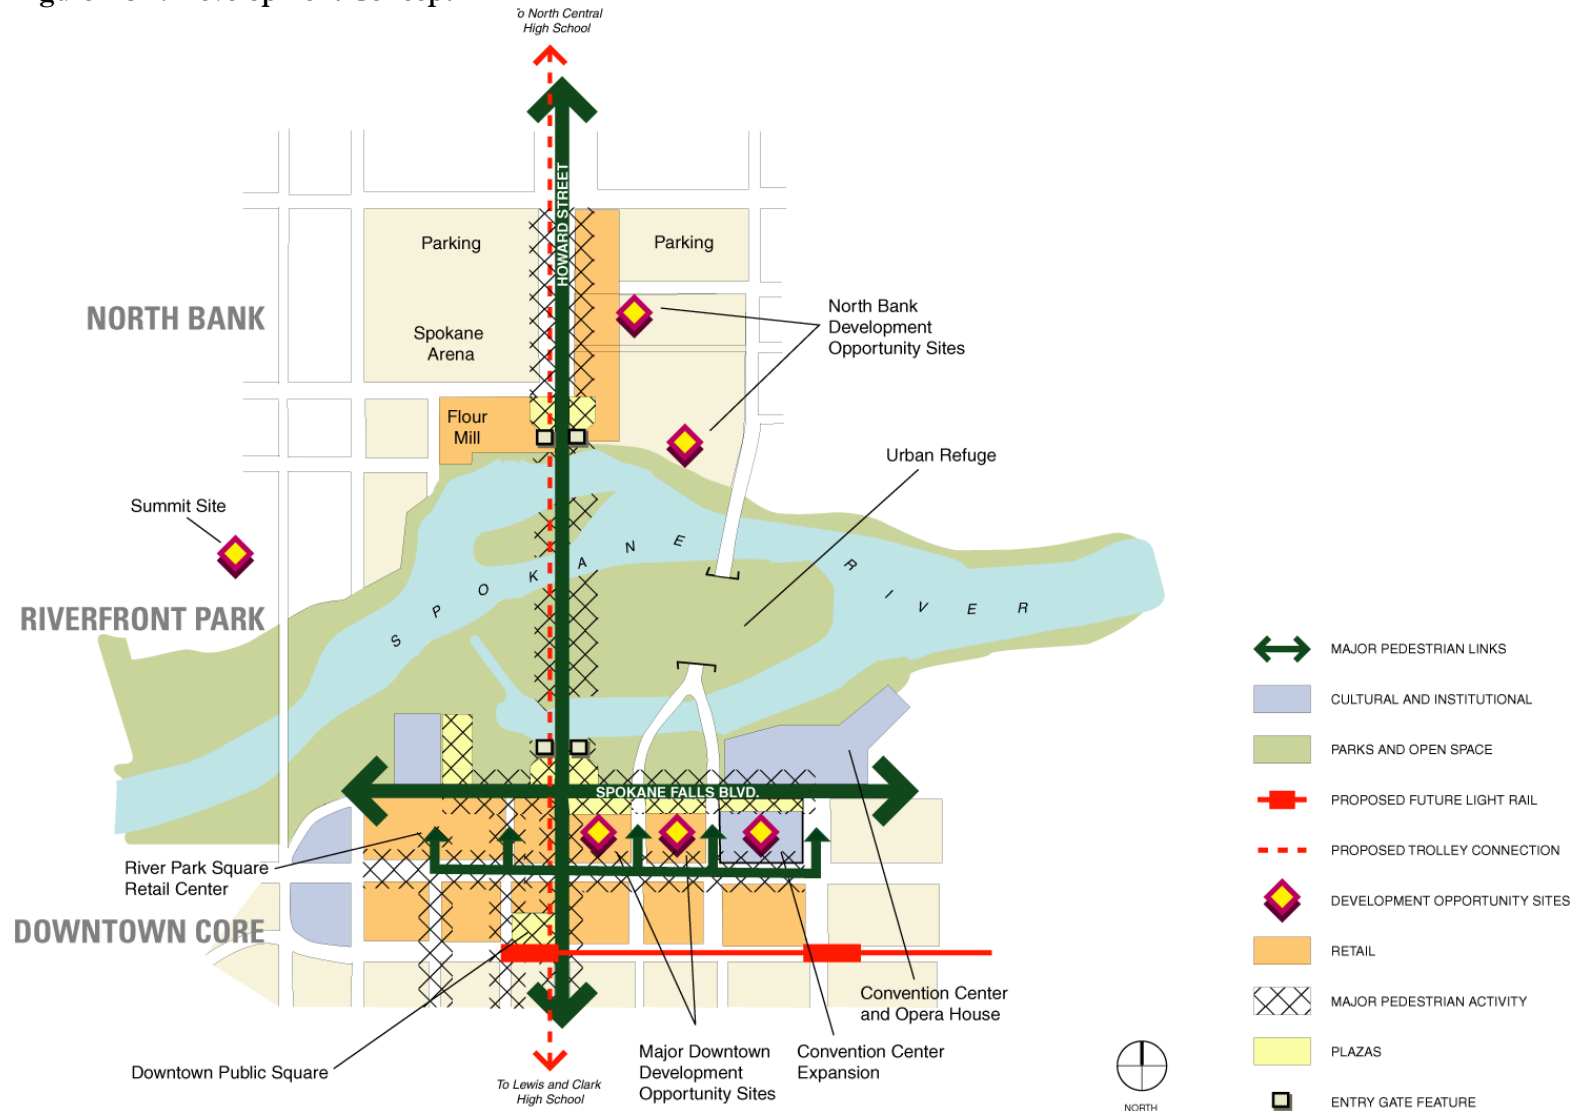 To North Central
High School
HOWARD STREET
Parking
Parking
NORTH BANK
Spokane
Arena
North Bank
Development
Opportunity Sites
Flour
Mill
Urban Refuge
Summit Site
SPOKANE RIVER
RIVERFRONT PARK
SPOKANE FALLS BLVD.
River Park Square
Retail Center
DOWNTOWN CORE
Convention Center
and Opera House
Downtown Public Square
Major Downtown
Development
Opportunity Sites
Convention Center
Expansion
To Lewis and Clark
High School
NORTH
MAJOR PEDESTRIAN LINKS
CULTURAL AND INSTITUTIONAL
PARKS AND OPEN SPACE
PROPOSED FUTURE LIGHT RAIL
PROPOSED TROLLEY CONNECTION
DEVELOPMENT OPPORTUNITY SITES
RETAIL
MAJOR PEDESTRIAN ACTIVITY
PLAZAS
ENTRY GATE FEATURE